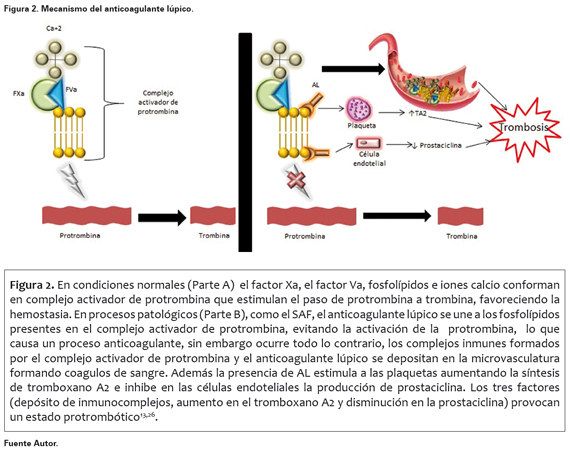 Figura 2. Mecanismo del anticoagulante lúpico.
Ca+2
FXa
FVa
Complejo
activador de
protrombina
Protrombina
Trombina
AL
Plaqueta
↑TA2
Célula
endotelial
↓ Prostaciclina
Trombosis
Protrombina
Trombina
Figura 2. En condiciones normales (Parte A) el factor Xa, el factor Va, fosfolípidos e iones calcio conforman
en complejo activador de protrombina que estimulan el paso de protrombina a trombina, favoreciendo la
hemostasia. En procesos patológicos (Parte B), como el SAF, el anticoagulante lúpico se une a los fosfolípidos
presentes en el complejo activador de protrombina, evitando la activación de la protrombina, lo que
causa un proceso anticoagulante, sin embargo ocurre todo lo contrario, los complejos inmunes formados
por el complejo activador de protrombina y el anticoagulante lúpico se depositan en la microvasculatura
formando coagulos de sangre. Además la presencia de AL estimula a las plaquetas aumentando la síntesis
de tromboxano A2 e inhibe en las células endoteliales la producción de prostaciclina. Los tres factores
(depósito de inmunocomplejos, aumento en el tromboxano A2 y disminución en la prostaciclina) provocan
un estado protrombótico13,26.
Fuente Autor.